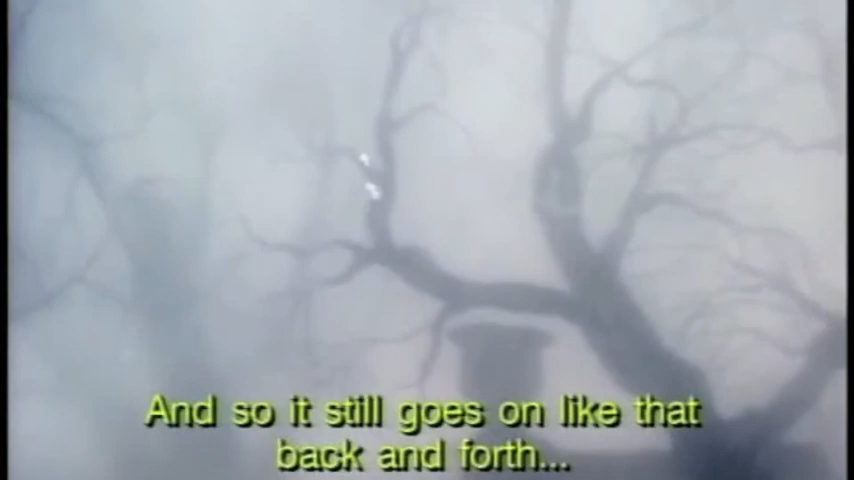 And so it still goes on like that
back and forth...